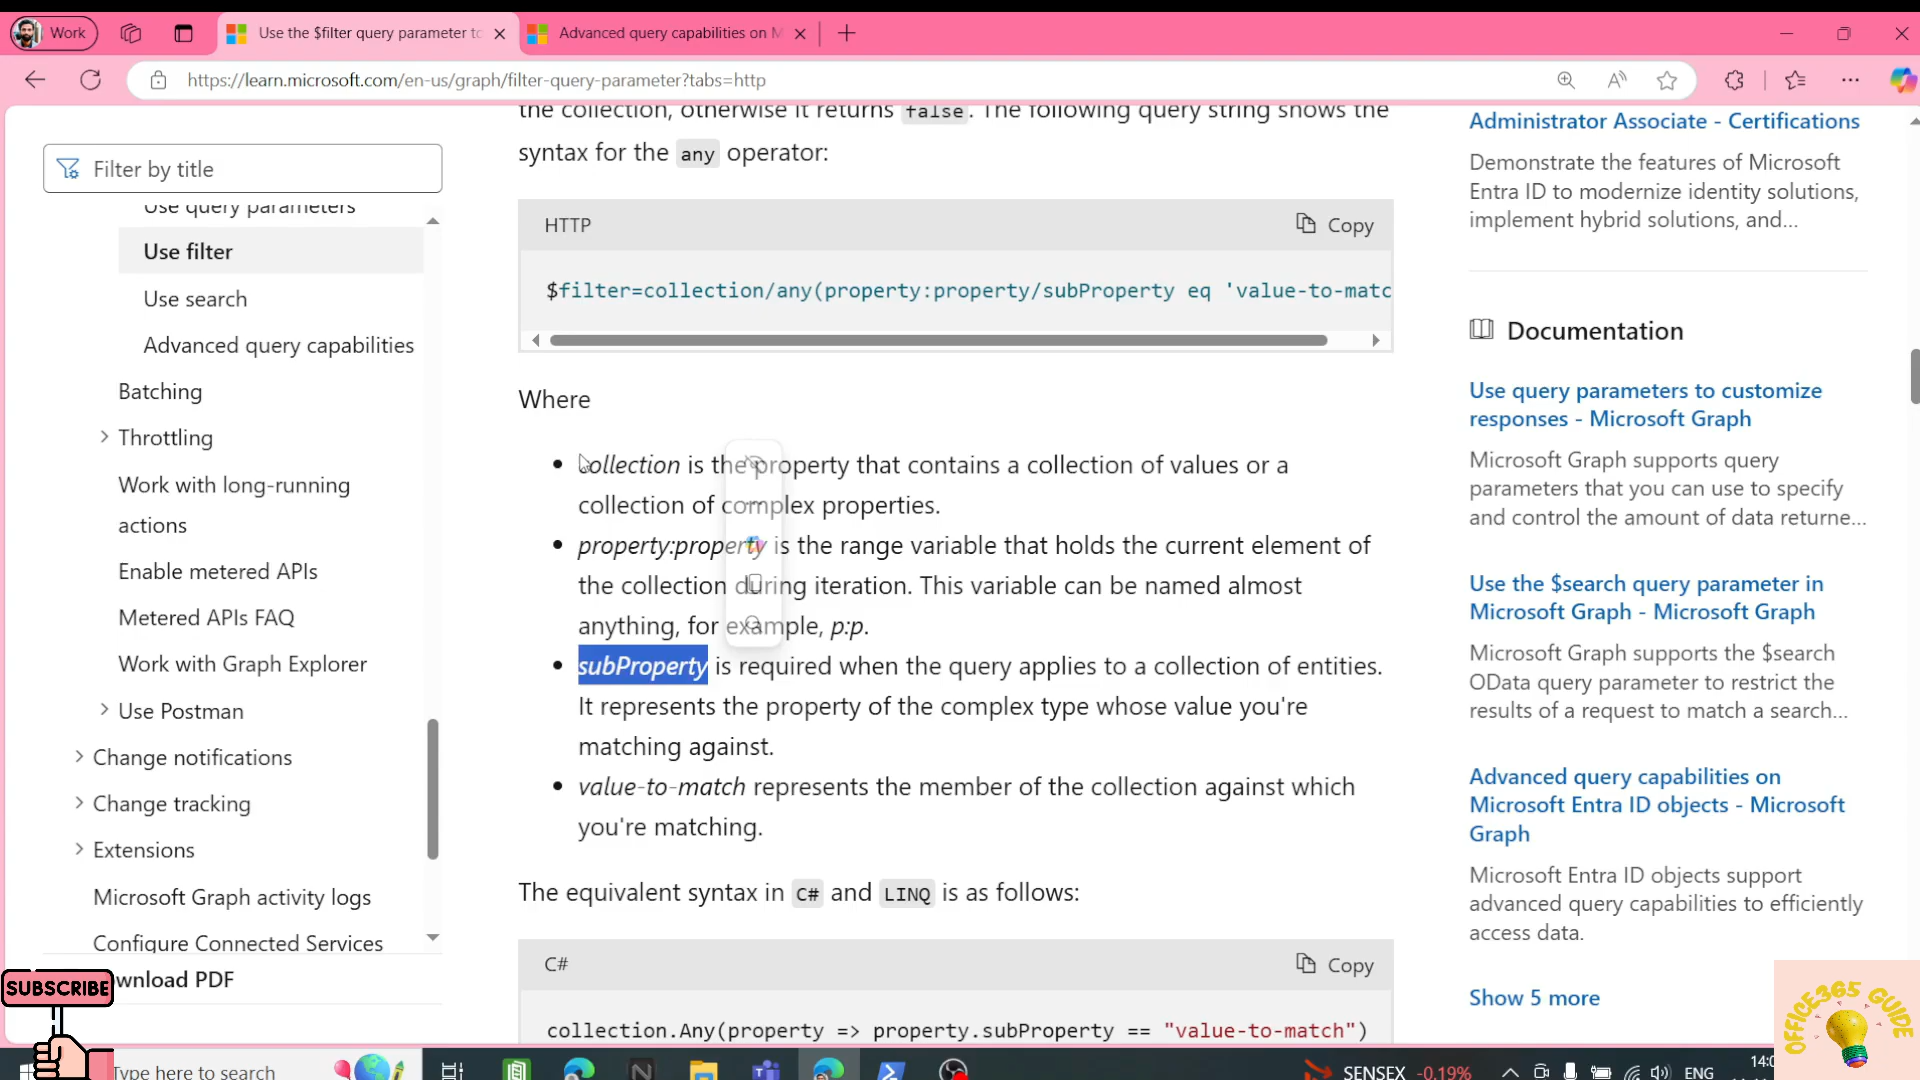 Work
Use the $filter query parameter to
Advanced query capabilities on M
https://learn.microsoft.com/en-us/graph/filter-query-parameter?tabs=http
Filter by title
Use query parameters
Use filter
Use search
Advanced query capabilities
Batching
Throttling
Work with long-running
actions
Enable metered APIs
Metered APIs FAQ
Work with Graph Explorer
Use Postman
Change notifications
Change tracking
Extensions
Microsoft Graph activity logs
Configure Connected Services
wnload PDF
the collection, otherwise it returns false. The following query string shows the
syntax for the any operator:
HTTP
Copy
$filter=collection/any(property:property/subProperty eq 'value-to-matc
Where
collection is the property that contains a collection of values or a
collection of complex properties.
property:property is the range variable that holds the current element of
the collection during iteration. This variable can be named almost
anything, for example, p:p.
subProperty is required when the query applies to a collection of entities.
It represents the property of the complex type whose value you're
matching against.
value-to-match represents the member of the collection against which
you're matching.
The equivalent syntax in C# and LINQ is as follows:
C#
Copy
collection.Any(property => property.subProperty == "value-to-match")
Administrator Associate - Certifications
Demonstrate the features of Microsoft
Entra ID to modernize identity solutions,
implement hybrid solutions, and...
Documentation
Use query parameters to customize
responses - Microsoft Graph
Microsoft Graph supports query
parameters that you can use to specify
and control the amount of data returne...
Use the $search query parameter in
Microsoft Graph - Microsoft Graph
Microsoft Graph supports the $search
OData query parameter to restrict the
results of a request to match a search...
Advanced query capabilities on
Microsoft Entra ID objects - Microsoft
Graph
Microsoft Entra ID objects support
advanced query capabilities to efficiently
access data.
Show 5 more
SUBSCRIBE
OFFICE365 GUIDE
Type here to search
SENSEX -0.19%
ENG